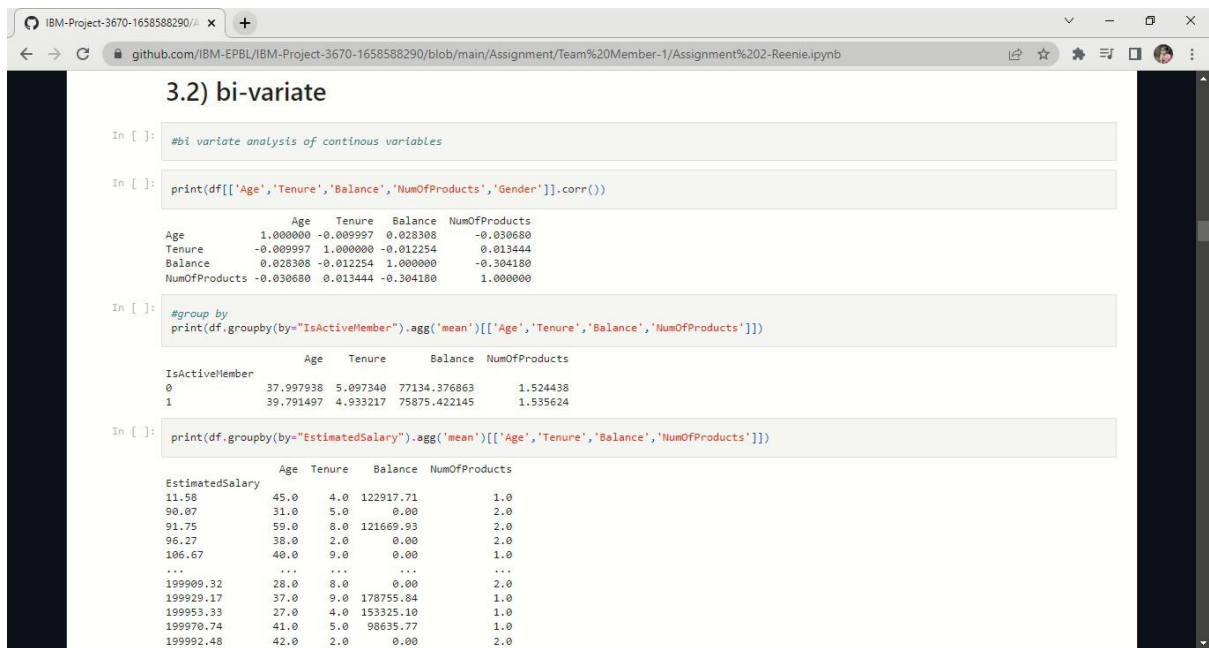 IBM-Project-3670-1658588290/A
github.com/IBM-EPBL/IBM-Project-3670-1658588290/blob/main/Assignment/Team%20Member-1/Assignment%202-Reenie.ipynb
3.2) bi-variate
In [ ]: #bi variate analysis of continous variables
In [ ]: print(df[['Age','Tenure','Balance','NumOfProducts','Gender']].corr())
Age Tenure Balance NumOfProducts
Age 1.000000 -0.009997 0.028308 -0.030680
Tenure -0.009997 1.000000 -0.012254 0.013444
Balance 0.028308 -0.012254 1.000000 -0.304180
NumOfProducts -0.030680 0.013444 -0.304180 1.000000
In [ ]: #group by
print(df.groupby(by="IsActiveMember").agg('mean')[['Age','Tenure','Balance','NumOfProducts']])
Age Tenure Balance NumOfProducts
IsActiveMember
0 37.997938 5.097340 77134.376863 1.524438
1 39.791497 4.933217 75875.422145 1.535624
In [ ]: print(df.groupby(by="EstimatedSalary").agg('mean')[['Age','Tenure','Balance','NumOfProducts']])
Age Tenure Balance NumOfProducts
EstimatedSalary
11.58 45.0 4.0 122917.71 1.0
90.07 31.0 5.0 0.00 2.0
91.75 59.0 8.0 121669.93 2.0
96.27 38.0 2.0 0.00 2.0
106.67 40.0 9.0 0.00 1.0
... ... ... ... ...
199909.32 28.0 8.0 0.00 2.0
199929.17 37.0 9.0 178755.84 1.0
199953.33 27.0 4.0 153325.10 1.0
199970.74 41.0 5.0 98635.77 1.0
199992.48 42.0 2.0 0.00 2.0